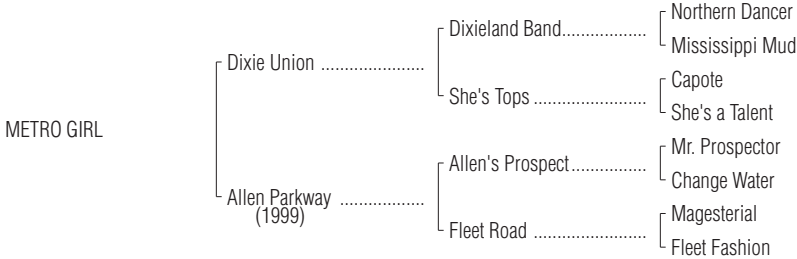 Northern Dancer
Dixieland Band..................
Mississippi Mud
Dixie Union ......................
Capote
She's Tops ........................
She's a Talent
METRO GIRL
Mr. Prospector
Allen's Prospect................
Change Water
Allen Parkway ..................
(1999)
Magesterial
Fleet Road ........................
Fleet Fashion